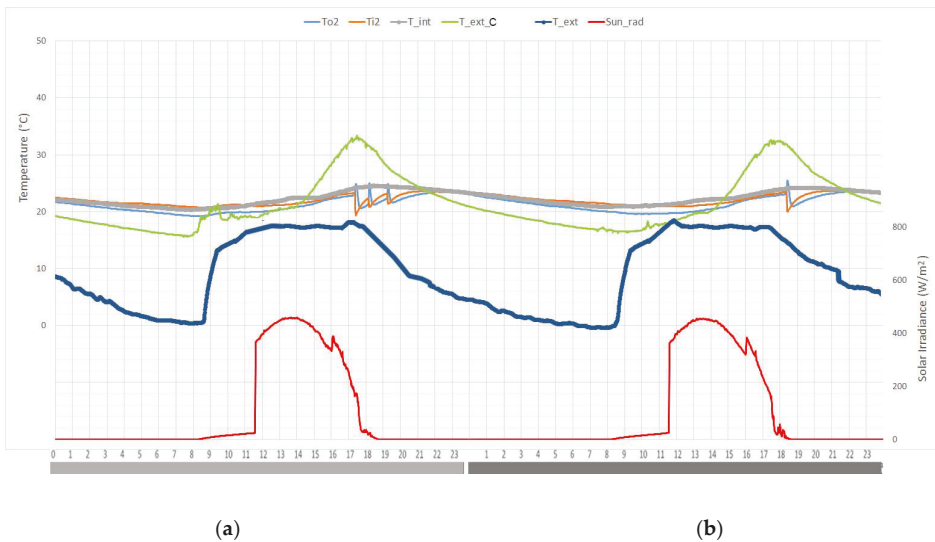 To2 Ti2 T_int T_ext_C T_ext Sun_rad
50
40
30
20
10
0
Temperature (°C)
800
600
400
200
0
Solar Irradiance (W/m²)
0 1 2 3 4 5 6 7 8 9 10 11 12 13 14 15 16 17 18 19 20 21 22 23 1 2 3 4 5 6 7 8 9 10 11 12 13 14 15 16 17 18 19 20 21 22 23
(a) (b)